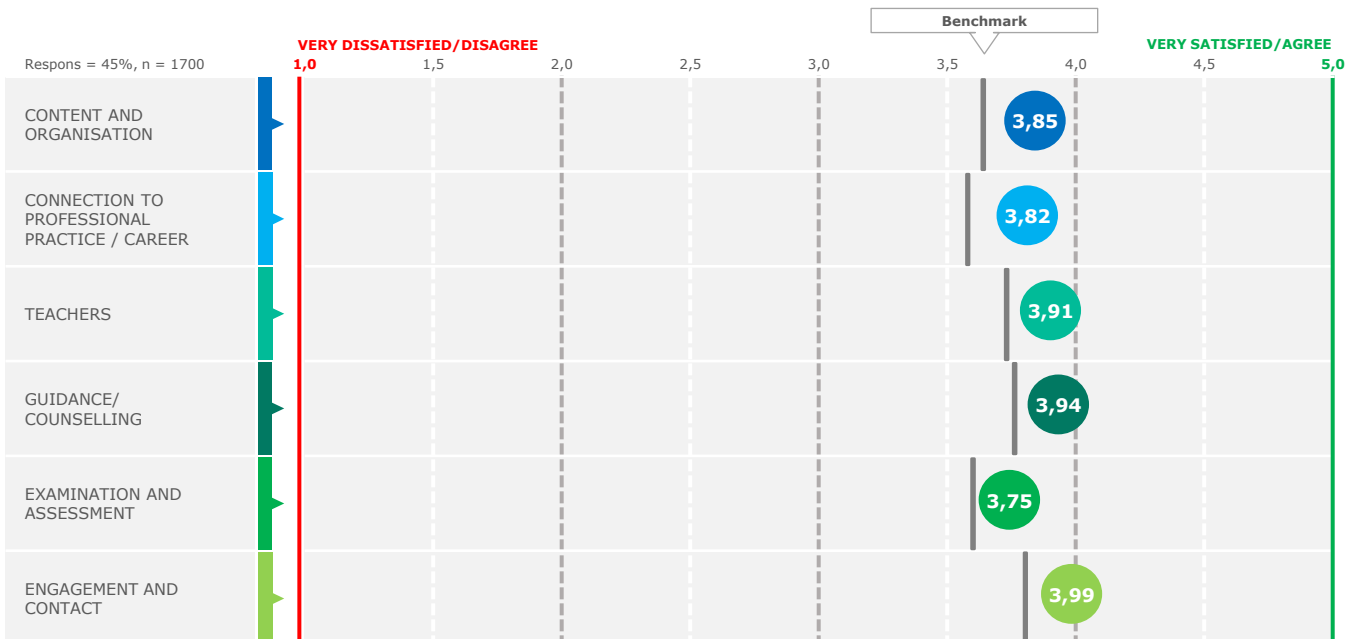 Benchmark
VERY DISSATISFIED/DISAGREE
VERY SATISFIED/AGREE
Respons = 45%, n = 1700
1,0
1,5
2,0
2,5
3,0
3,5
4,0
4,5
5,0
CONTENT AND
ORGANISATION
3,85
CONNECTION TO
PROFESSIONAL
PRACTICE / CAREER
3,82
TEACHERS
3,91
GUIDANCE/
COUNSELLING
3,94
EXAMINATION AND
ASSESSMENT
3,75
ENGAGEMENT AND
CONTACT
3,99